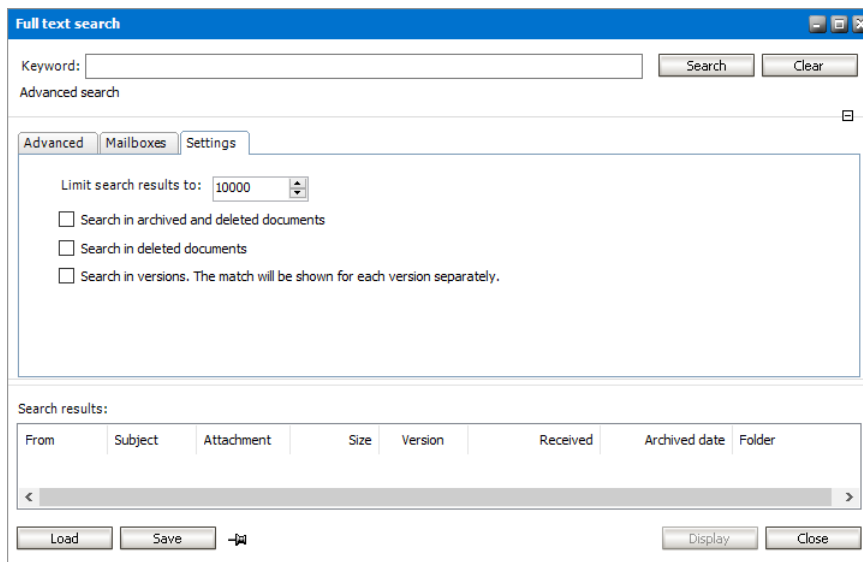 Full text search
Keyword: Search Clear
Advanced search
Advanced Mailboxes Settings
Limit search results to: 10000
Search in archived and deleted documents
Search in deleted documents
Search in versions. The match will be shown for each version separately.
Search results:
From Subject Attachment Size Version Received Archived date Folder
Load Save Display Close